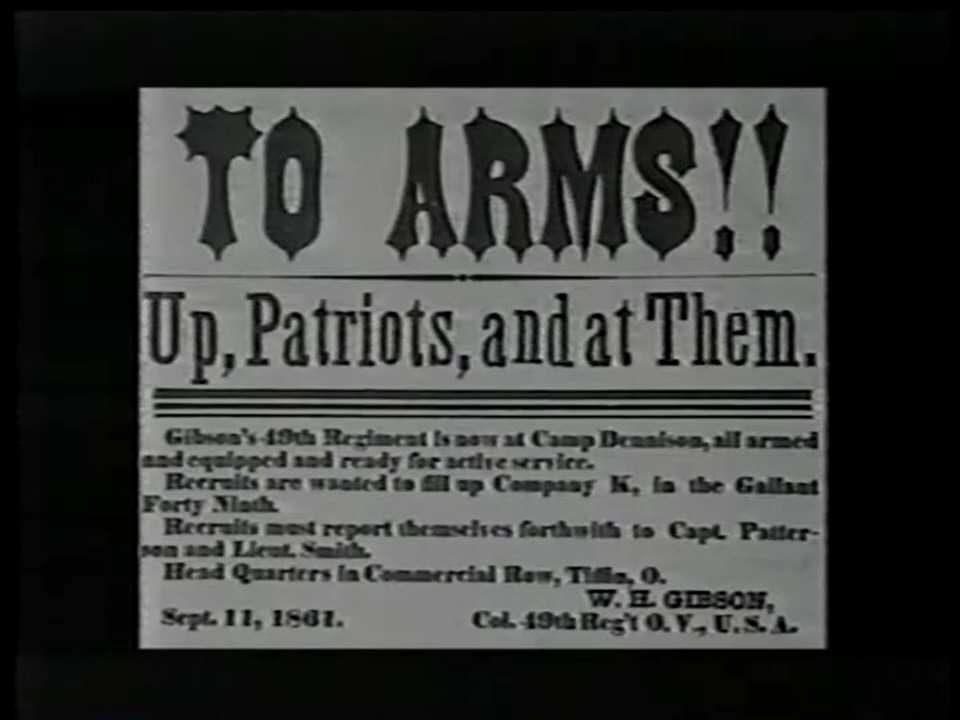 TO ARMS!!
Up, Patriots, and at Them.
Gibson's 49th Regiment is now at Camp Dennison, all armed
and equipped and ready for active service.
Recruits are wanted to fill up Company K, in the Gallant
Forty Ninth.
Recruits must report themselves forthwith to Capt. Patter-
son and Lieut. Smith.
Head Quarters in Commercial Row, Tiffin, O.
W. H. GIBSON,
Sept. 11, 1861. Col. 49th Reg't O. V., U. S. A.